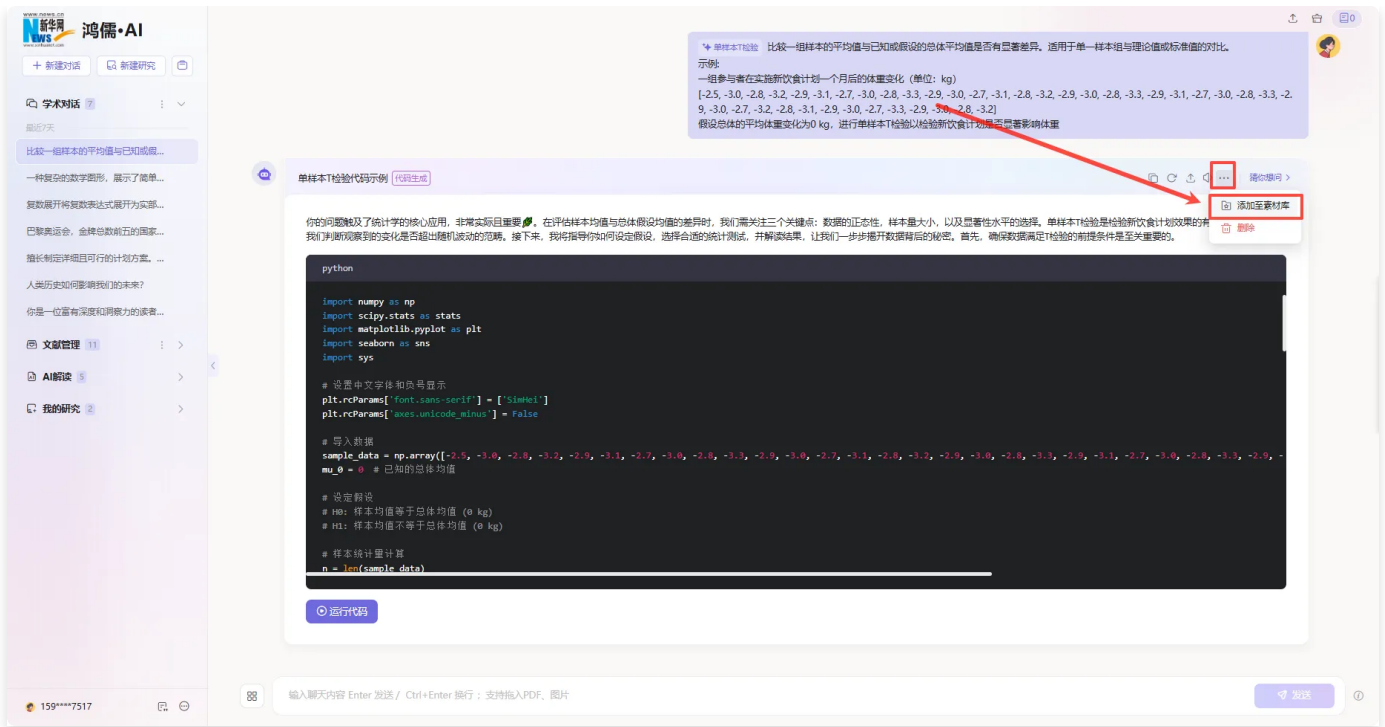 www.news.cn
新华网
NEWS
www.xinhuanet.com
鸿儒·AI
新建对话
新建研究
学术对话 7
最近7天
比较一组样本的平均值与已知或假...
一种复杂的数学图形，展示了简单...
复数展开将复数表达式展开为实部...
巴黎奥运会，金牌总数前五的国家...
擅长制定详细且可行的计划方案。...
人类历史如何影响我们的未来?
你是一位富有深度和洞察力的读者...
文献管理 11
AI解读 5
我的研究 2
159****7517
0
单样本T检验 比较一组样本的平均值与已知或假设的总体平均值是否有显著差异。适用于单一样本组与理论值或标准值的对比。
示例:
一组参与者在实施新饮食计划一个月后的体重变化（单位：kg）
[-2.5, -3.0, -2.8, -3.2, -2.9, -3.1, -2.7, -3.0, -2.8, -3.3, -2.9, -3.0, -2.7, -3.1, -2.8, -3.2, -2.9, -3.0, -2.8, -3.3, -2.9, -3.1, -2.7, -3.0, -2.8, -3.3, -2.
9, -3.0, -2.7, -3.2, -2.8, -3.1, -2.9, -3.0, -2.7, -3.3, -2.9, -3.0, -2.8, -3.2]
假设总体的平均体重变化为0 kg，进行单样本T检验以检验新饮食计划是否显著影响体重
单样本T检验代码示例 代码生成
猜你想问
添加至素材库
删除
你的问题触及了统计学的核心应用，非常实际且重要。在评估样本均值与总体假设均值的差异时，我们需关注三个关键点：数据的正态性，样本量大小，以及显著性水平的选择。单样本T检验是检验新饮食计划效果的有
我们判断观察到的变化是否超出随机波动的范畴。接下来，我将指导你如何设定假设，选择合适的统计测试，并解读结果，让我们一步步揭开数据背后的秘密。首先，确保数据满足T检验的前提条件是至关重要的。
python
import numpy as np
import scipy.stats as stats
import matplotlib.pyplot as plt
import seaborn as sns
import sys
# 设置中文字体和负号显示
plt.rcParams['font.sans-serif'] = ['SimHei']
plt.rcParams['axes.unicode_minus'] = False
# 导入数据
sample_data = np.array([-2.5, -3.0, -2.8, -3.2, -2.9, -3.1, -2.7, -3.0, -2.8, -3.3, -2.9, -3.0, -2.7, -3.1, -2.8, -3.2, -2.9, -3.0, -2.8, -3.3, -2.9, -3.1, -2.7, -3.0, -2.8, -3.3, -2.9, -
mu_0 = 0 # 已知的总体均值
# 设定假设
# H0: 样本均值等于总体均值 (0 kg)
# H1: 样本均值不等于总体均值 (0 kg)
# 样本统计量计算
n = len(sample_data)
运行代码
输入聊天内容 Enter 发送 / Ctrl+Enter 换行 ; 支持拖入PDF、图片
发送